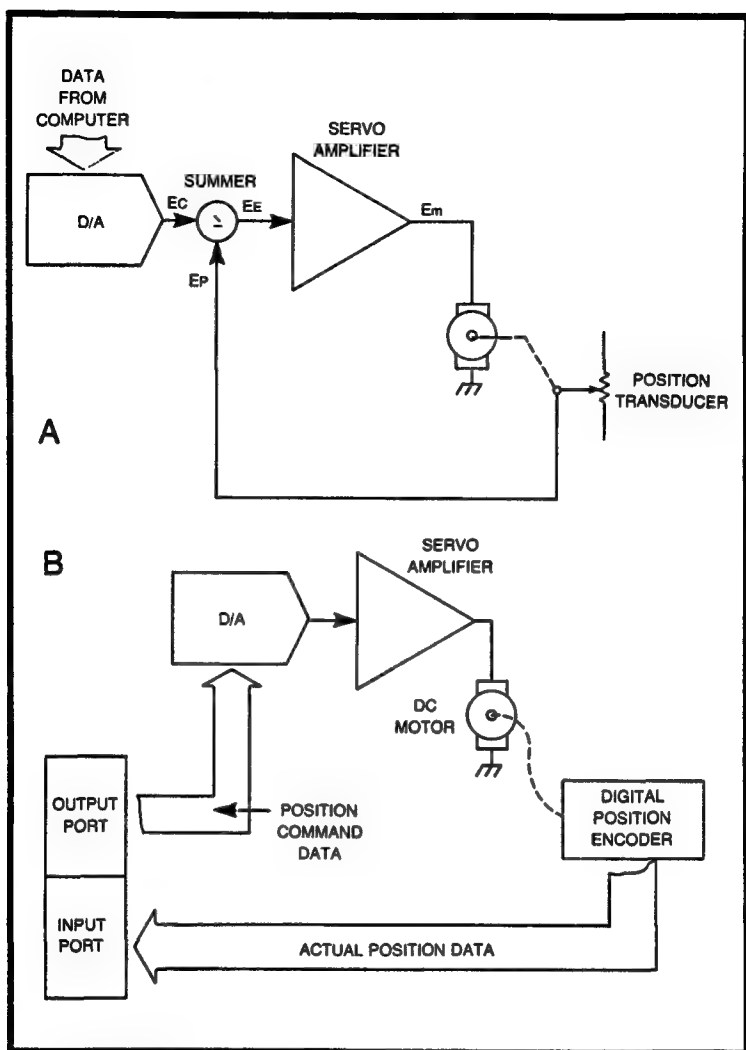 DATA
FROM
COMPUTER
D/A
SUMMER
EC
EE
Σ
EP
SERVO
AMPLIFIER
Em
POSITION
TRANSDUCER
A
B
D/A
SERVO
AMPLIFIER
DC
MOTOR
OUTPUT
PORT
POSITION
COMMAND
DATA
DIGITAL
POSITION
ENCODER
INPUT
PORT
ACTUAL POSITION DATA